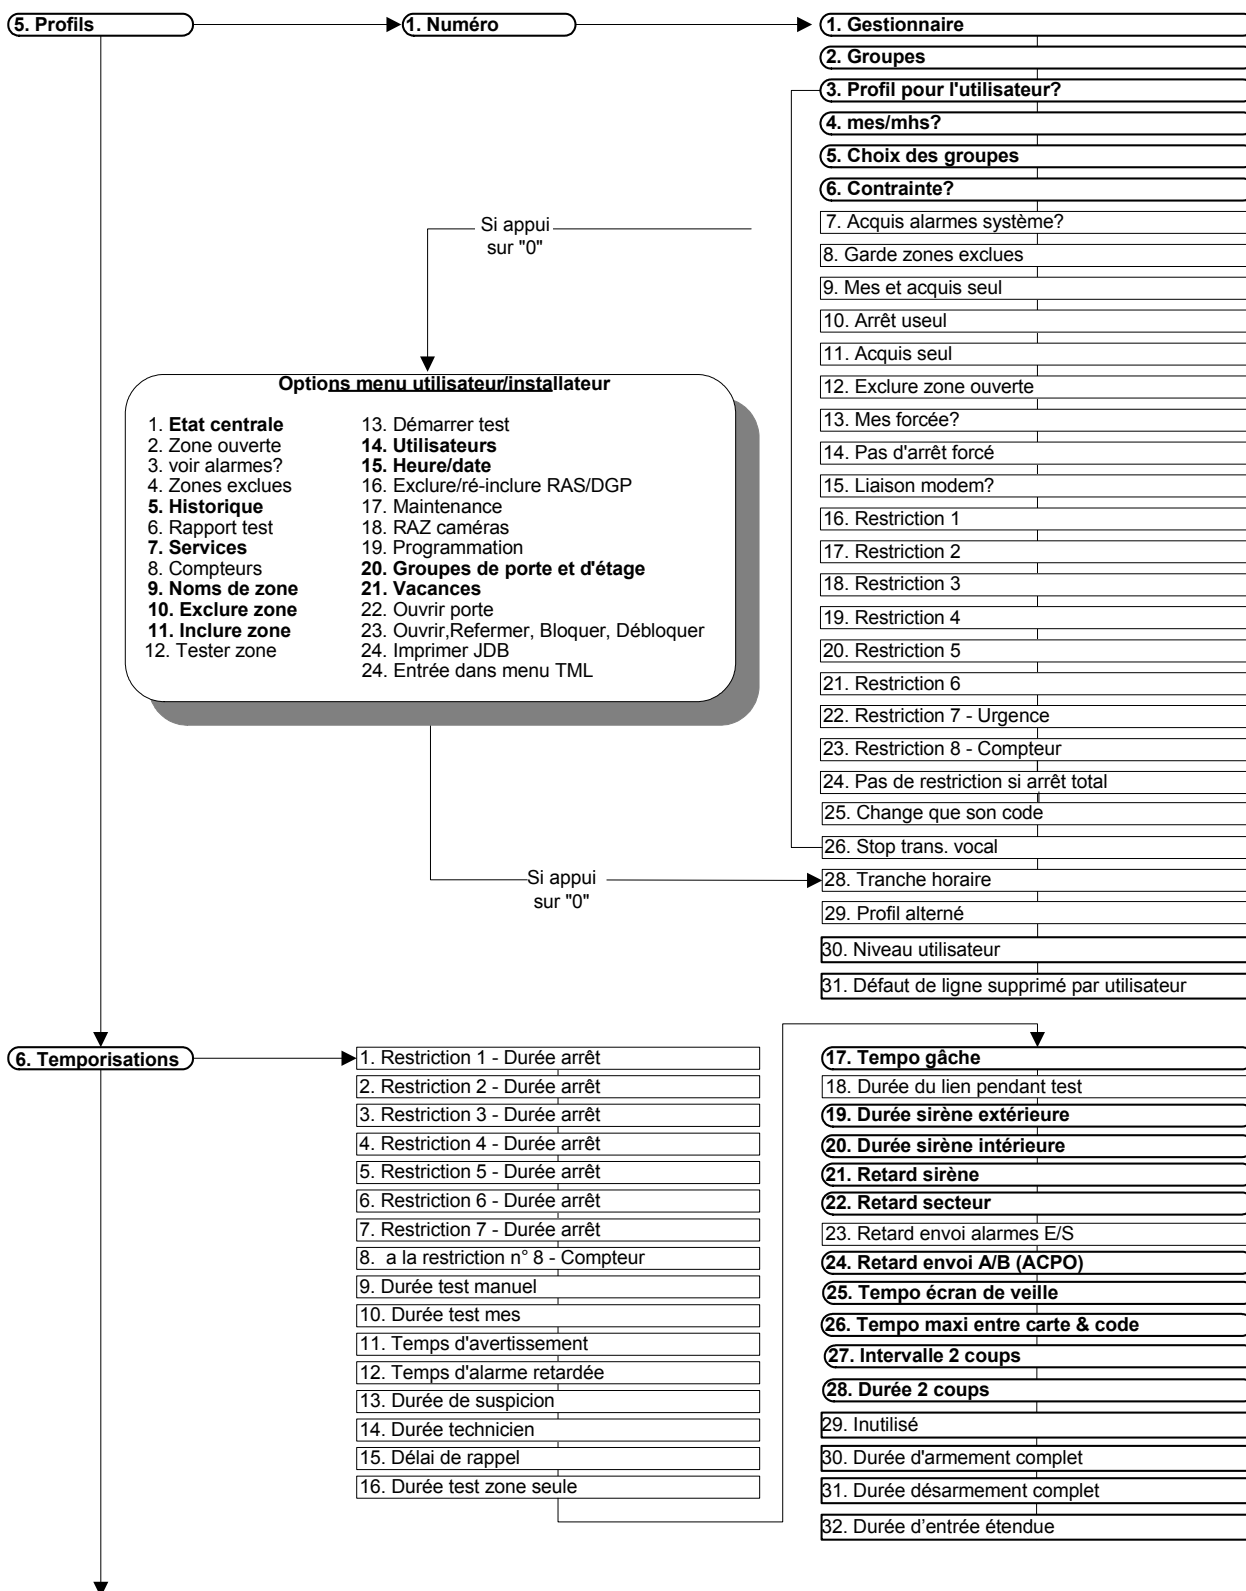 5. Profils
1. Numéro
1. Gestionnaire
2. Groupes
3. Profil pour l'utilisateur?
4. mes/mhs?
5. Choix des groupes
6. Contrainte?
7. Acquis alarmes système?
8. Garde zones exclues
9. Mes et acquis seul
10. Arrêt useul
11. Acquis seul
12. Exclure zone ouverte
13. Mes forcée?
14. Pas d'arrêt forcé
15. Liaison modem?
16. Restriction 1
17. Restriction 2
18. Restriction 3
19. Restriction 4
20. Restriction 5
21. Restriction 6
22. Restriction 7 - Urgence
23. Restriction 8 - Compteur
24. Pas de restriction si arrêt total
25. Change que son code
26. Stop trans. vocal
28. Tranche horaire
29. Profil alterné
30. Niveau utilisateur
31. Défaut de ligne supprimé par utilisateur
Si appui
sur "0"
Options menu utilisateur/installateur
1. Etat centrale
2. Zone ouverte
3. voir alarmes?
4. Zones exclues
5. Historique
6. Rapport test
7. Services
8. Compteurs
9. Noms de zone
10. Exclure zone
11. Inclure zone
12. Tester zone
13. Démarrer test
14. Utilisateurs
15. Heure/date
16. Exclure/ré-inclure RAS/DGP
17. Maintenance
18. RAZ caméras
19. Programmation
20. Groupes de porte et d'étage
21. Vacances
22. Ouvrir porte
23. Ouvrir,Refermer, Bloquer, Débloquer
24. Imprimer JDB
24. Entrée dans menu TML
Si appui
sur "0"
6. Temporisations
1. Restriction 1 - Durée arrêt
2. Restriction 2 - Durée arrêt
3. Restriction 3 - Durée arrêt
4. Restriction 4 - Durée arrêt
5. Restriction 5 - Durée arrêt
6. Restriction 6 - Durée arrêt
7. Restriction 7 - Durée arrêt
8. a la restriction n° 8 - Compteur
9. Durée test manuel
10. Durée test mes
11. Temps d'avertissement
12. Temps d'alarme retardée
13. Durée de suspicion
14. Durée technicien
15. Délai de rappel
16. Durée test zone seule
17. Tempo gâche
18. Durée du lien pendant test
19. Durée sirène extérieure
20. Durée sirène intérieure
21. Retard sirène
22. Retard secteur
23. Retard envoi alarmes E/S
24. Retard envoi A/B (ACPO)
25. Tempo écran de veille
26. Tempo maxi entre carte & code
27. Intervalle 2 coups
28. Durée 2 coups
29. Inutilisé
30. Durée d'armement complet
31. Durée désarmement complet
32. Durée d’entrée étendue